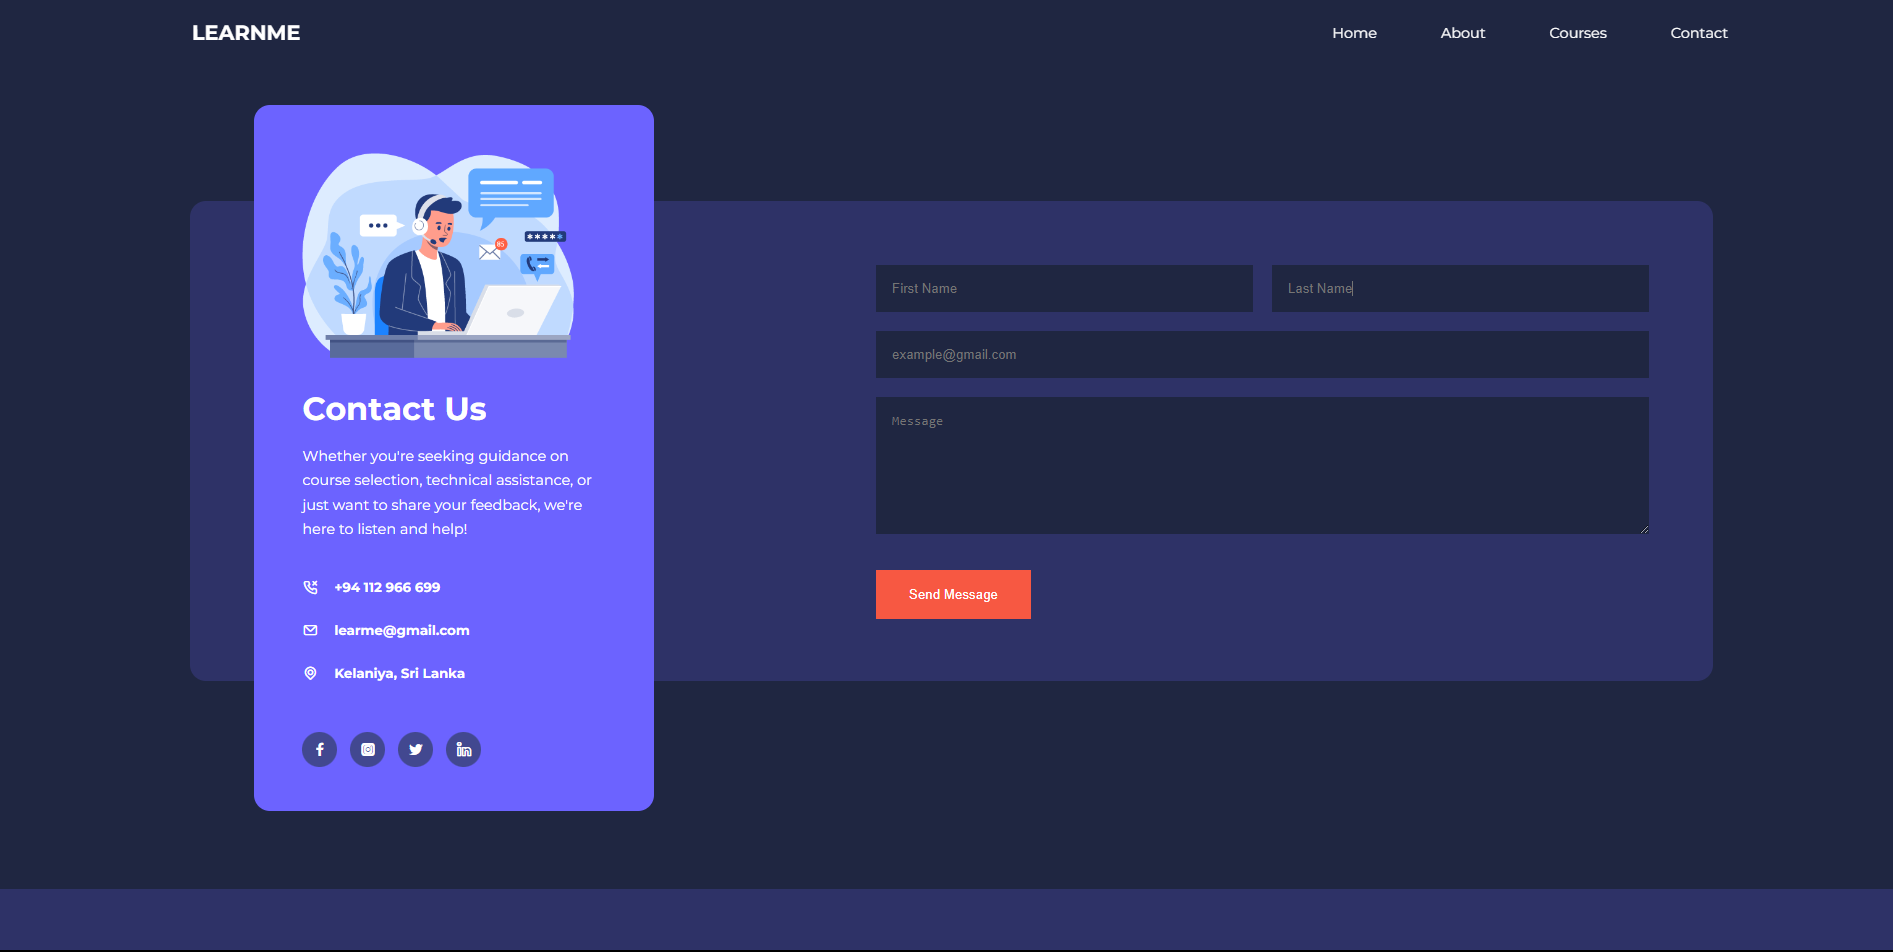 LEARNME
Home About Courses Contact
05
*****
Contact Us
Whether you're seeking guidance on
course selection, technical assistance, or
just want to share your feedback, we're
here to listen and help!
+94 112 966 699
learme@gmail.com
Kelaniya, Sri Lanka
First Name
Last Name
example@gmail.com
Message
Send Message